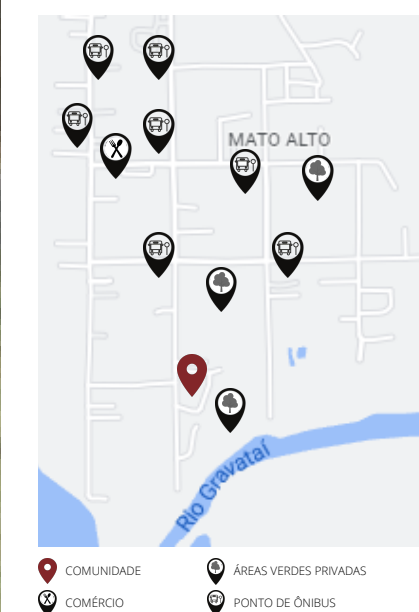 MATO ALTO
Rio Gravataí
COMUNIDADE
ÁREAS VERDES PRIVADAS
COMÉRCIO
PONTO DE ÔNIBUS